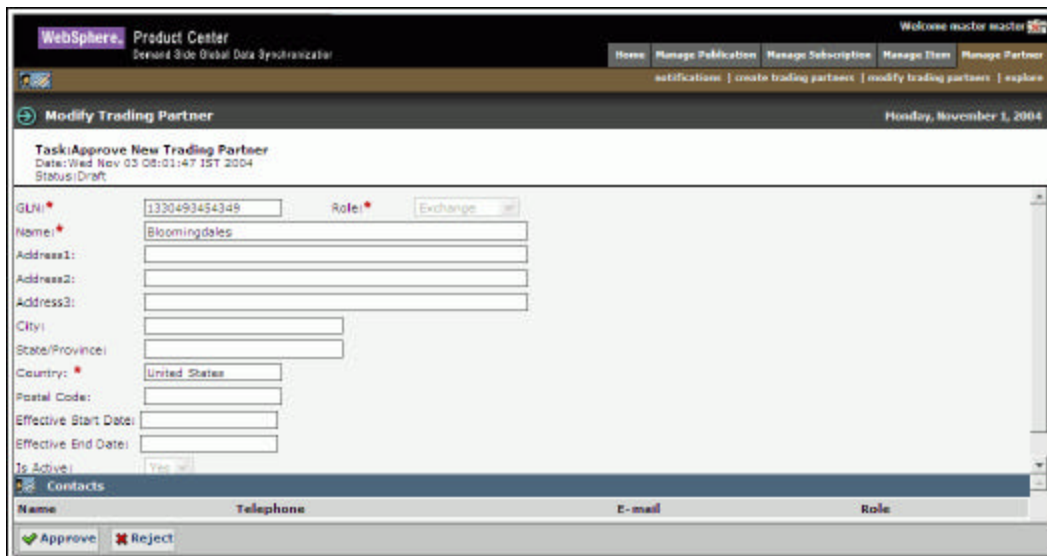 Welcome master master
WebSphere. Product Center
Demand Side Global Data Synchronization
Home Manage Publication Manage Subscription Manage Item Manage Partner
notifications | create trading partners | modify trading partners | explore
Modify Trading Partner Monday, November 1, 2004
Task:Approve New Trading Partner
Date:Wed Nov 03 08:01:47 IST 2004
Status:Draft
GLN:* 1330493454349 Role:* Exchange
Name:* Bloomingdales
Address1:
Address2:
Address3:
City:
State/Province:
Country: * United States
Postal Code:
Effective Start Date:
Effective End Date:
Is Active: Yes
Contacts
Name Telephone E-mail Role
Approve Reject